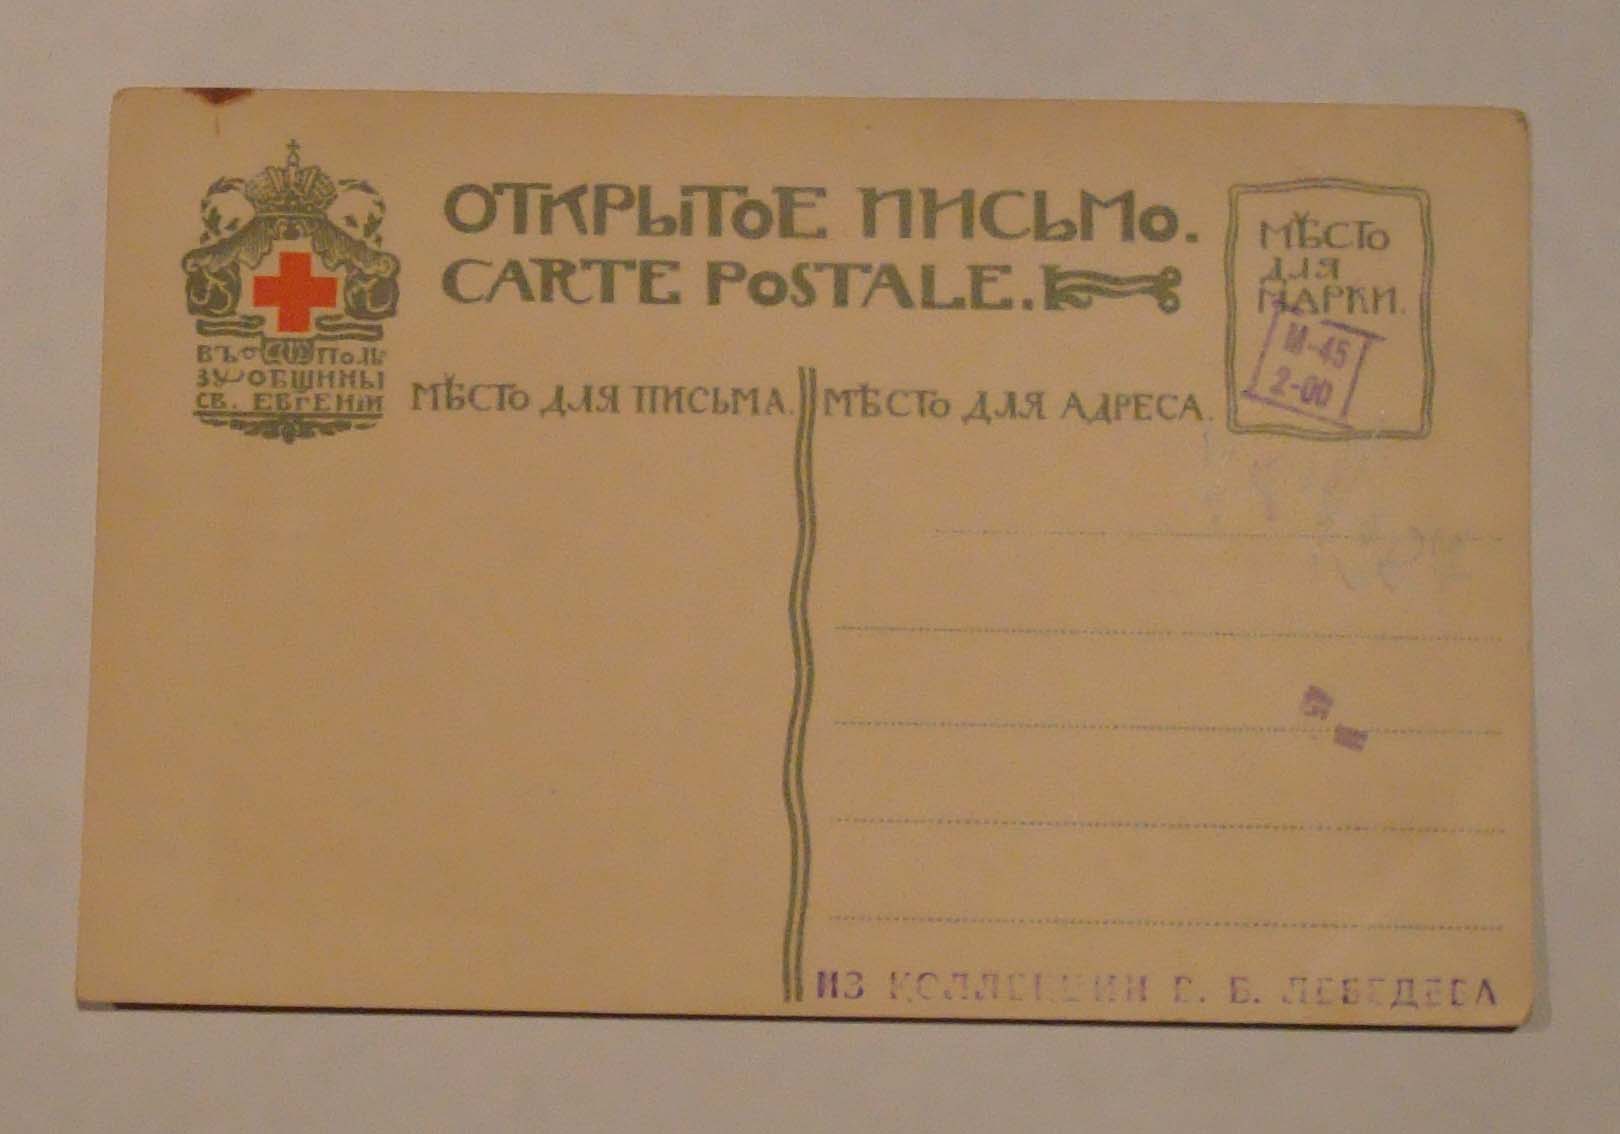 ОТКРЫТОЕ ПИСЬМО.
CARTE POSTALE.
МѢСТО
ДЛЯ
МАРКИ.
М-45
2-00
ВЪ ПОЛЬ
ЗУ ОБЩИНЫ
СВ. ЕВГЕНIИ
МѢСТО ДЛЯ ПИСЬМА.
МѢСТО ДЛЯ АДРЕСА.
ИЗ КОЛЛЕКЦИИ Б. ЛЕБЕДЕВА